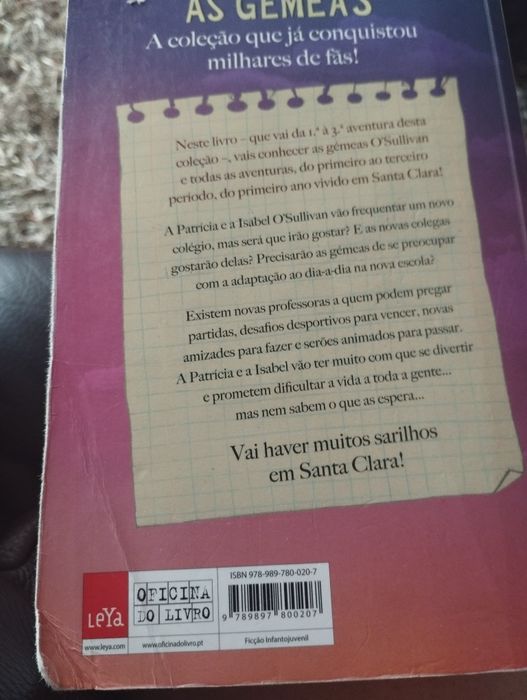 AS GÉMEAS
A coleção que já conquistou
milhares de fãs!
Neste livro – que vai da 1.ª à 3.ª aventura desta
coleção –, vais conhecer as gémeas O'Sullivan
e todas as aventuras, do primeiro ao terceiro
período, do primeiro ano vivido em Santa Clara!
A Patrícia e a Isabel O'Sullivan vão frequentar um novo
colégio, mas será que irão gostar? E as novas colegas
gostarão delas? Precisarão as gémeas de se preocupar
com a adaptação ao dia-a-dia na nova escola?
Existem novas professoras a quem podem pregar
partidas, desafios desportivos para vencer, novas
amizades para fazer e serões animados para passar.
A Patrícia e a Isabel vão ter muito com que se divertir
e prometem dificultar a vida a toda a gente...
mas nem sabem o que as espera...
Vai haver muitos sarilhos
em Santa Clara!
LeYa
www.leya.com
OFICINA
DO LIVRO
www.oficinadolivro.pt
ISBN 978-989-780-020-7
9 789897 800207
Ficção Infantojuvenil